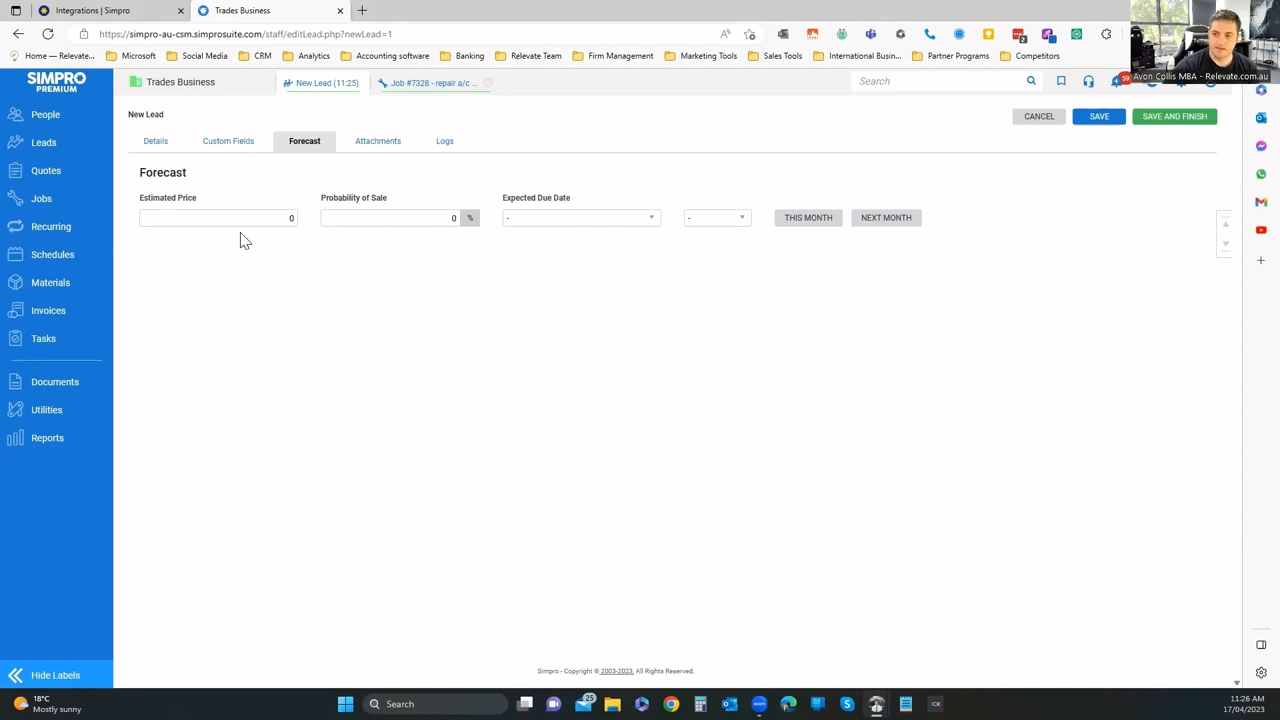 Integrations | Simpro
Trades Business
https://simpro-au-csm.simprosuite.com/staff/editLead.php?newLead=1
Home — Relevate...
Microsoft
Social Media
CRM
Analytics
Accounting software
Relevate Team
Firm Management
Marketing Tools
Sales Tools
International Busin...
Partner Programs
Competitors
Avon Collis MBA - Relevate.com.au
SIMPRO
PREMIUM
Trades Business
New Lead (11:25)
Job #7328 - repair a/c ...
Search
59
People
Leads
Quotes
Jobs
Recurring
Schedules
Materials
Invoices
Tasks
Documents
Utilities
Reports
Hide Labels
New Lead
CANCEL
SAVE
SAVE AND FINISH
Details
Custom Fields
Forecast
Attachments
Logs
Forecast
Estimated Price
Probability of Sale
Expected Due Date
0
0
%
-
-
THIS MONTH
NEXT MONTH
Simpro - Copyright © 2003-2023. All Rights Reserved.
18°C
Mostly sunny
Search
25
11:26 AM
17/04/2023